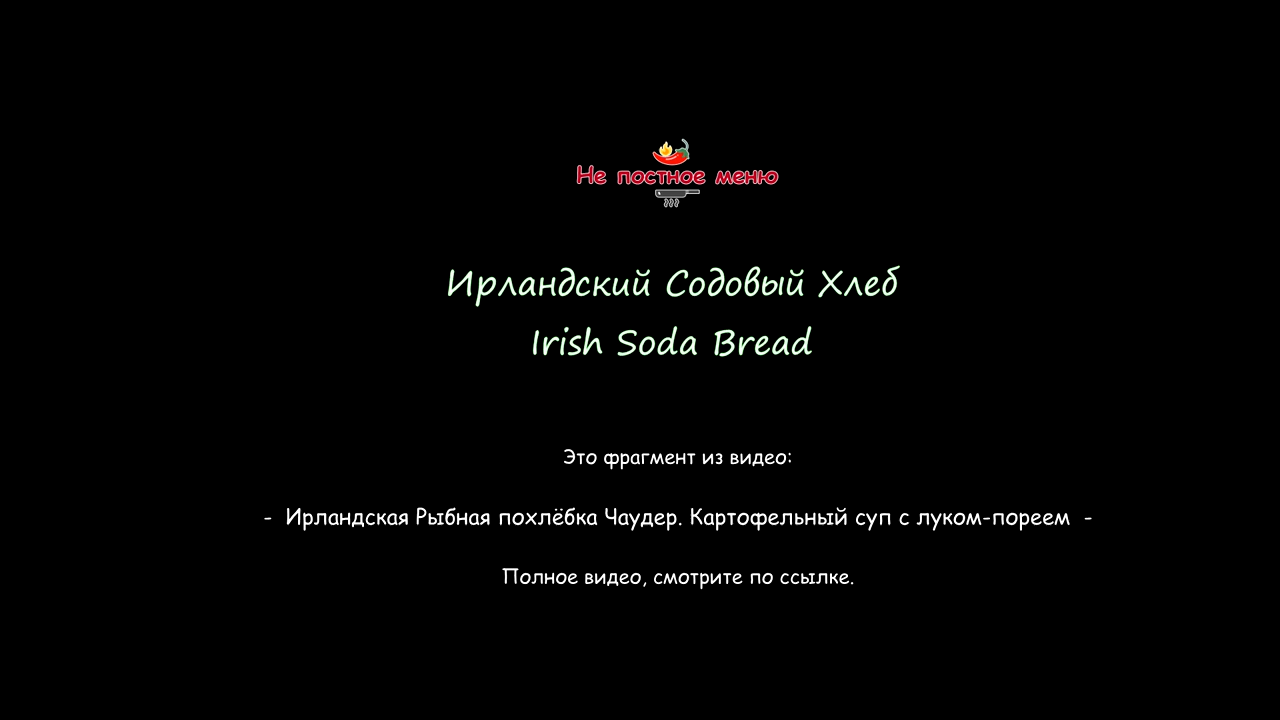 Не постное меню
Ирландский Содовый Хлеб
Irish Soda Bread
Это фрагмент из видео:
- Ирландская Рыбная похлёбка Чаудер. Картофельный суп с луком-пореем -
Полное видео, смотрите по ссылке.